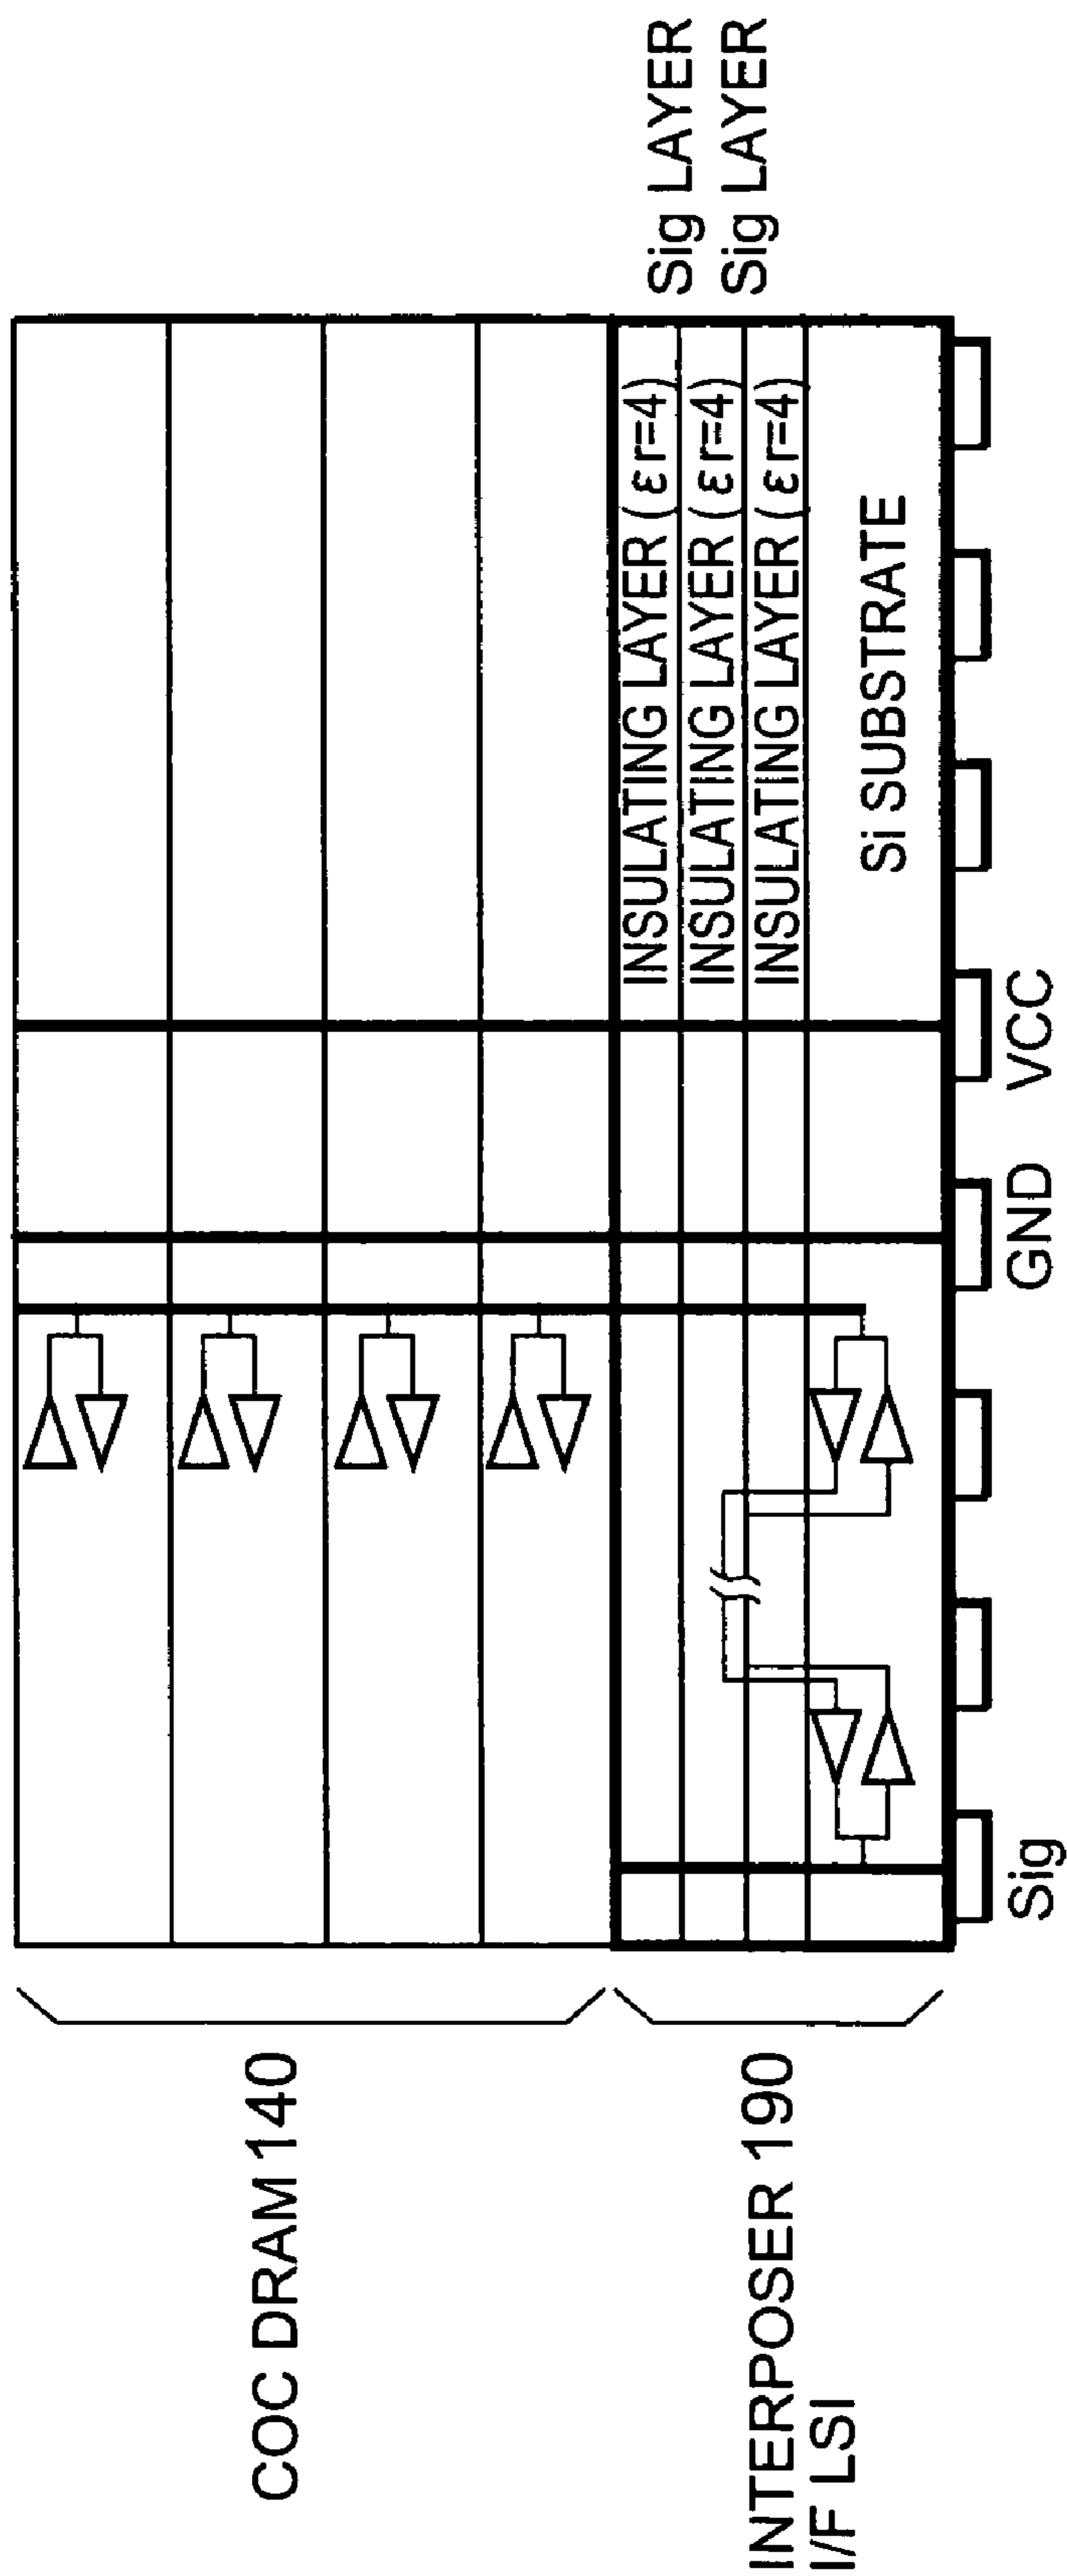 COC DRAM 140
INTERPOSER 190
I/F LSI
INSULATING LAYER (εr=4)
INSULATING LAYER (εr=4)
INSULATING LAYER (εr=4)
Si SUBSTRATE
Sig LAYER
Sig LAYER
Sig
GND
VCC